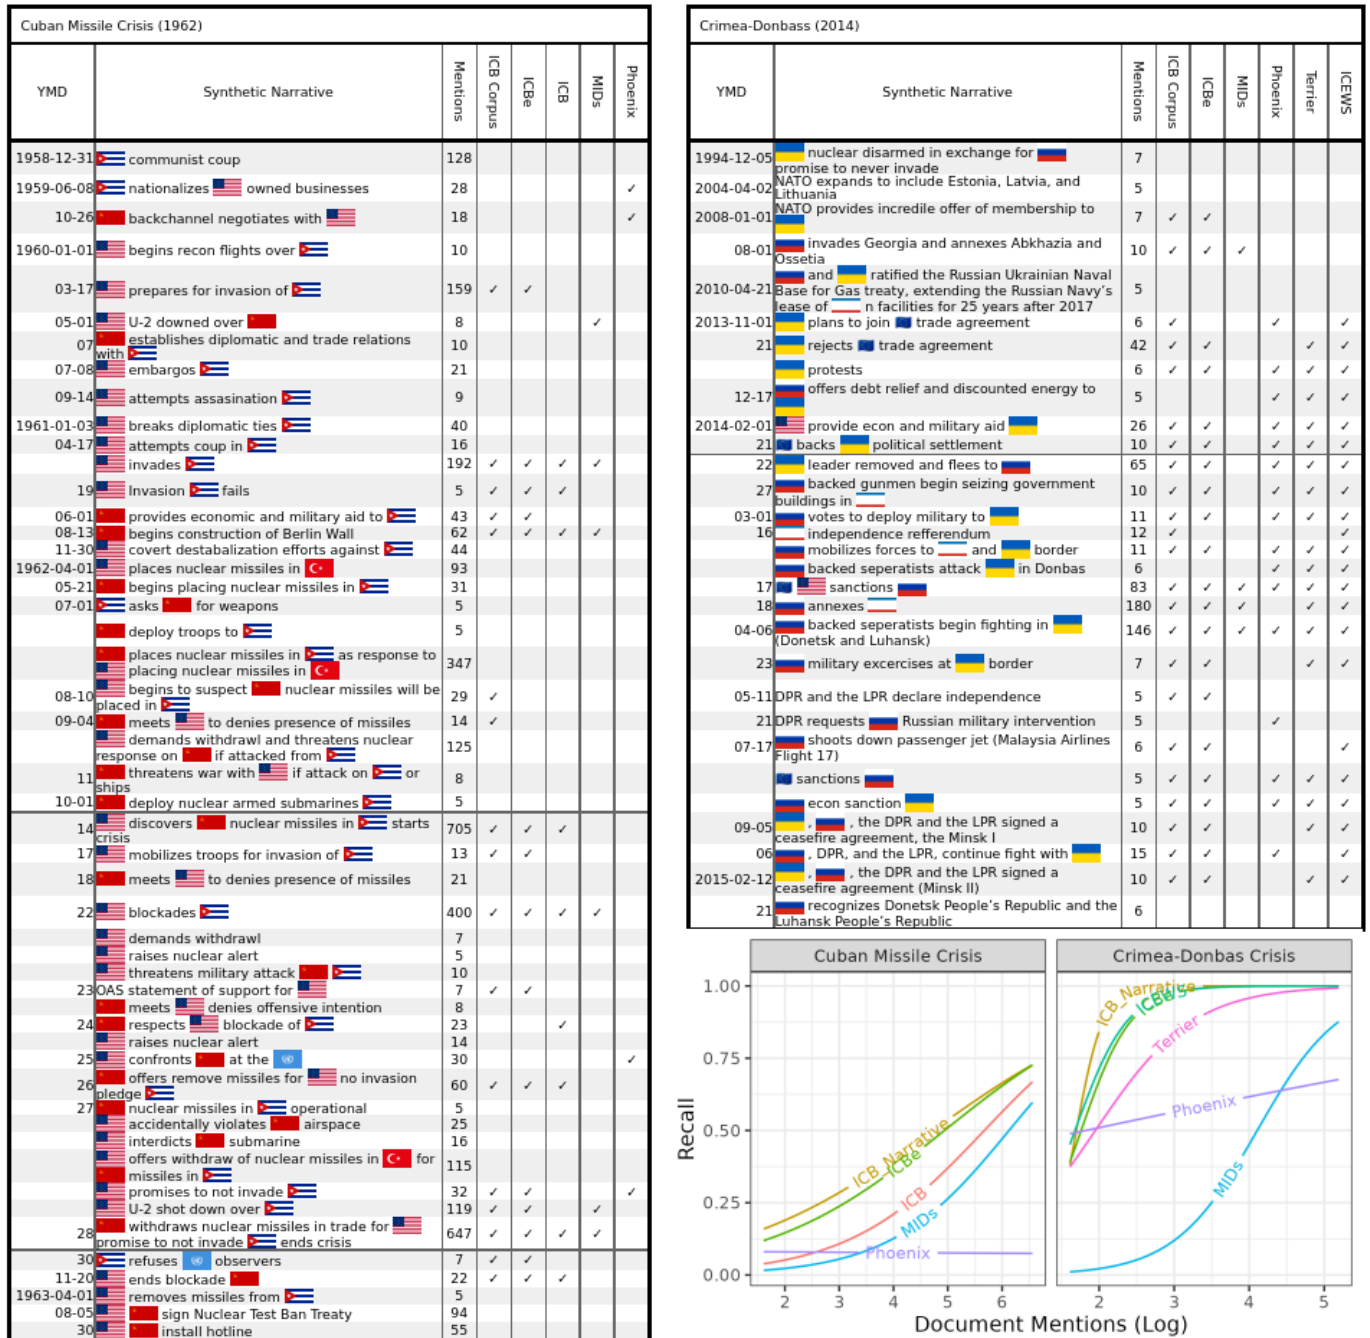 Cuban Missile Crisis (1962)
YMD Synthetic Narrative Mentions ICB Corpus ICBe ICB MIDs Phoenix
1958-12-31 communist coup 128
1959-06-08 nationalizes owned businesses 28 ✓
10-26 backchannel negotiates with 18 ✓
1960-01-01 begins recon flights over 10
03-17 prepares for invasion of 159 ✓ ✓
05-01 U-2 downed over 8 ✓
07 establishes diplomatic and trade relations
with 10
07-08 embargos 21
09-14 attempts assasination 9
1961-01-03 breaks diplomatic ties 40
04-17 attempts coup in 16
invades 192 ✓ ✓ ✓ ✓
19 Invasion fails 5 ✓ ✓ ✓
06-01 provides economic and military aid to 43 ✓ ✓
08-13 begins construction of Berlin Wall 62 ✓ ✓ ✓ ✓
11-30 covert destabalization efforts against 44
1962-04-01 places nuclear missiles in 93
05-21 begins placing nuclear missiles in 31
07-01 asks for weapons 5
deploy troops to 5
places nuclear missiles in as response to
placing nuclear missiles in 347
08-10 begins to suspect nuclear missiles will be
placed in 29 ✓
09-04 meets to denies presence of missiles 14 ✓
demands withdrawl and threatens nuclear
response on if attacked from 125
11 threatens war with if attack on or
ships 8
10-01 deploy nuclear armed submarines 5
14 discovers nuclear missiles in starts
crisis 705 ✓ ✓ ✓
17 mobilizes troops for invasion of 13 ✓ ✓
18 meets to denies presence of missiles 21
22 blockades 400 ✓ ✓ ✓ ✓
demands withdrawl 7
raises nuclear alert 5
threatens military attack 10
23 OAS statement of support for 7 ✓ ✓
meets denies offensive intention 8
24 respects blockade of 23 ✓
raises nuclear alert 14
25 confronts at the 30 ✓
26 offers remove missiles for no invasion
pledge 60 ✓ ✓ ✓
27 nuclear missiles in operational 5
accidentally violates airspace 25
interdicts submarine 16
offers withdraw of nuclear missiles in for
missiles in 115
promises to not invade 32 ✓ ✓ ✓
U-2 shot down over 119 ✓ ✓ ✓
28 withdraws nuclear missiles in trade for
promise to not invade ends crisis 647 ✓ ✓ ✓ ✓
30 refuses observers 7 ✓ ✓
11-20 ends blockade 22 ✓ ✓ ✓
1963-04-01 removes missiles from 5
08-05 sign Nuclear Test Ban Treaty 94
30 install hotline 55
Crimea-Donbass (2014)
YMD Synthetic Narrative Mentions ICB Corpus ICBe MIDs Phoenix Terrier ICEWS
1994-12-05 nuclear disarmed in exchange for
promise to never invade 7
2004-04-02 NATO expands to include Estonia, Latvia, and
Lithuania 5
2008-01-01 NATO provides incredile offer of membership to
7 ✓ ✓
08-01 invades Georgia and annexes Abkhazia and
Ossetia 10 ✓ ✓ ✓
2010-04-21 and ratified the Russian Ukrainian Naval
Base for Gas treaty, extending the Russian Navy's
lease of n facilities for 25 years after 2017 5
2013-11-01 plans to join trade agreement 6 ✓ ✓ ✓
21 rejects trade agreement 42 ✓ ✓ ✓ ✓
protests 6 ✓ ✓ ✓ ✓ ✓
12-17 offers debt relief and discounted energy to
5 ✓ ✓ ✓
2014-02-01 provide econ and military aid 26 ✓ ✓ ✓ ✓ ✓
21 backs political settlement 10 ✓ ✓ ✓ ✓ ✓
22 leader removed and flees to 65 ✓ ✓ ✓ ✓ ✓
27 backed gunmen begin seizing government
buildings in 10 ✓ ✓ ✓ ✓ ✓
03-01 votes to deploy military to 11 ✓ ✓ ✓ ✓ ✓
16 independence refferendum 12 ✓ ✓
mobilizes forces to and border 11 ✓ ✓ ✓ ✓ ✓
backed seperatists attack in Donbas 6 ✓ ✓ ✓
17 sanctions 83 ✓ ✓ ✓ ✓ ✓ ✓
18 annexes 180 ✓ ✓ ✓ ✓ ✓
04-06 backed seperatists begin fighting in
(Donetsk and Luhansk) 146 ✓ ✓ ✓ ✓ ✓ ✓
23 military excercises at border 7 ✓ ✓ ✓ ✓
05-11 DPR and the LPR declare independence 5 ✓ ✓
21 DPR requests Russian military intervention 5 ✓
07-17 shoots down passenger jet (Malaysia Airlines
Flight 17) 6 ✓ ✓ ✓
sanctions 5 ✓ ✓ ✓ ✓ ✓
econ sanction 5 ✓ ✓ ✓ ✓ ✓
09-05 , , the DPR and the LPR signed a
ceasefire agreement, the Minsk I 10 ✓ ✓ ✓ ✓
06 , DPR, and the LPR, continue fight with 15 ✓ ✓ ✓ ✓
2015-02-12 , , the DPR and the LPR signed a
ceasefire agreement (Minsk II) 10 ✓ ✓ ✓ ✓
21 recognizes Donetsk People's Republic and the
Luhansk People's Republic 6
Cuban Missile Crisis Crimea-Donbas Crisis
Recall
1.00
0.75
0.50
0.25
0.00
ICB_Narrative
ICBe
ICB
MIDs
Phoenix
ICB_Narrative
ICBe
ICEWS
Terrier
Phoenix
MIDs
2 3 4 5 6 2 3 4 5
Document Mentions (Log)